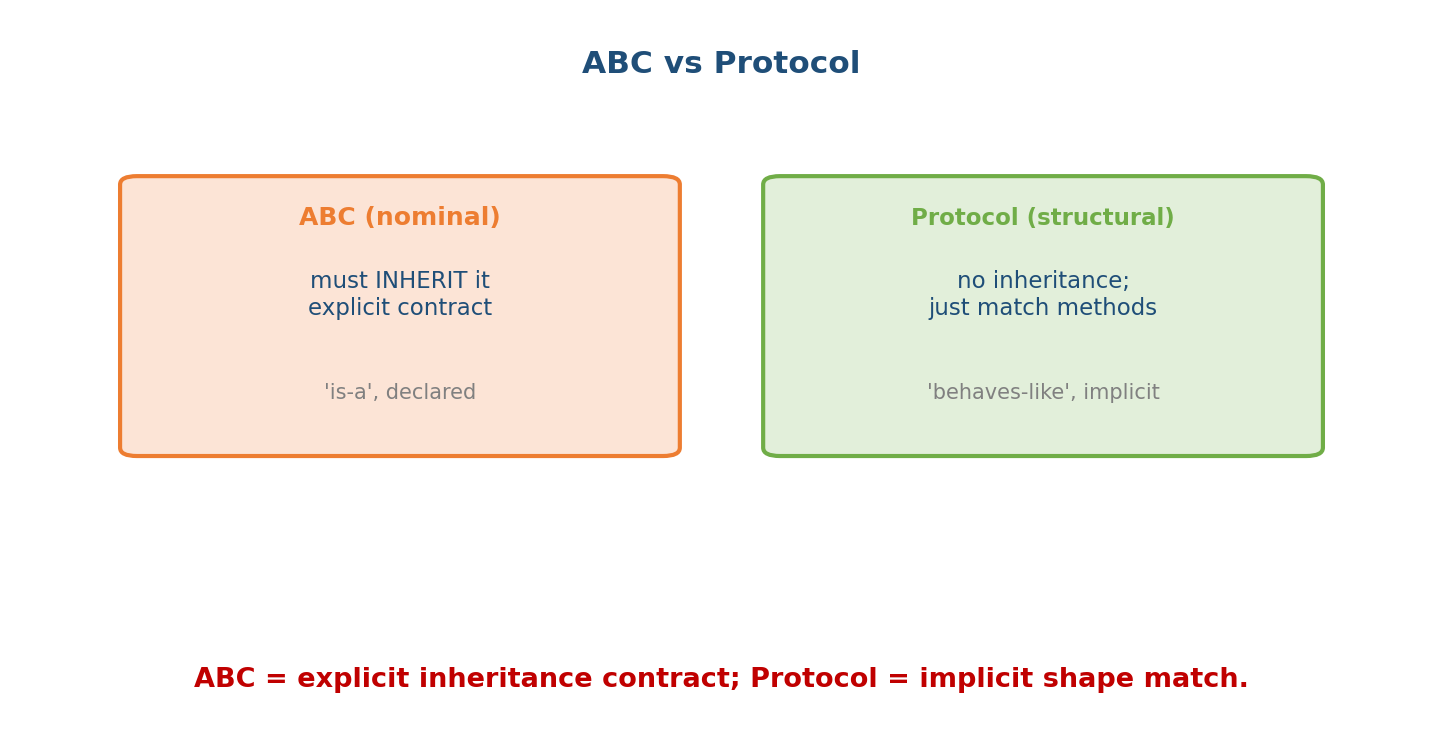 ABC vs Protocol
ABC (nominal)
must INHERIT it
explicit contract
'is-a', declared
Protocol (structural)
no inheritance;
just match methods
'behaves-like', implicit
ABC = explicit inheritance contract; Protocol = implicit shape match.